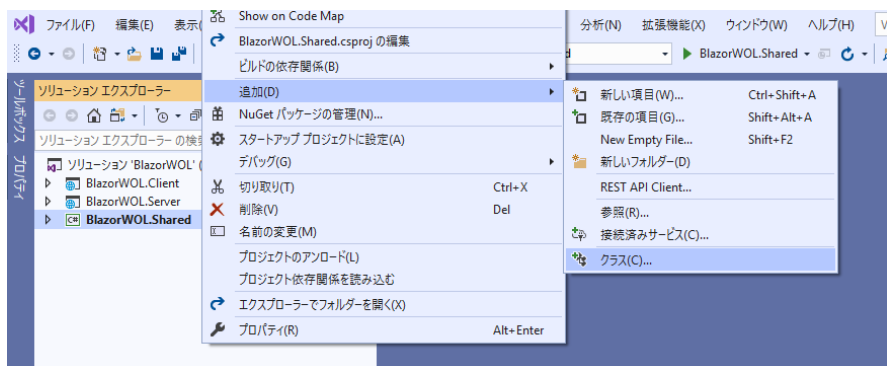 ファイル(F) 編集(E) 表示( 分析(N) 拡張機能(X) ウィンドウ(W) ヘルプ(H)
BlazorWOL.Shared
ツールボックス
プロパティ
ソリューション エクスプローラー
ソリューション エクスプローラー の検
ソリューション 'BlazorWOL' (
BlazorWOL.Client
BlazorWOL.Server
BlazorWOL.Shared
Show on Code Map
BlazorWOL.Shared.csproj の編集
ビルドの依存関係(B)
追加(D)
NuGet パッケージの管理(N)...
スタートアップ プロジェクトに設定(A)
デバッグ(G)
切り取り(T) Ctrl+X
削除(V) Del
名前の変更(M)
プロジェクトのアンロード(L)
プロジェクト依存関係を読み込む
エクスプローラーでフォルダーを開く(X)
プロパティ(R) Alt+Enter
新しい項目(W)... Ctrl+Shift+A
既存の項目(G)... Shift+Alt+A
New Empty File... Shift+F2
新しいフォルダー(D)
REST API Client...
参照(R)...
接続済みサービス(C)...
クラス(C)...